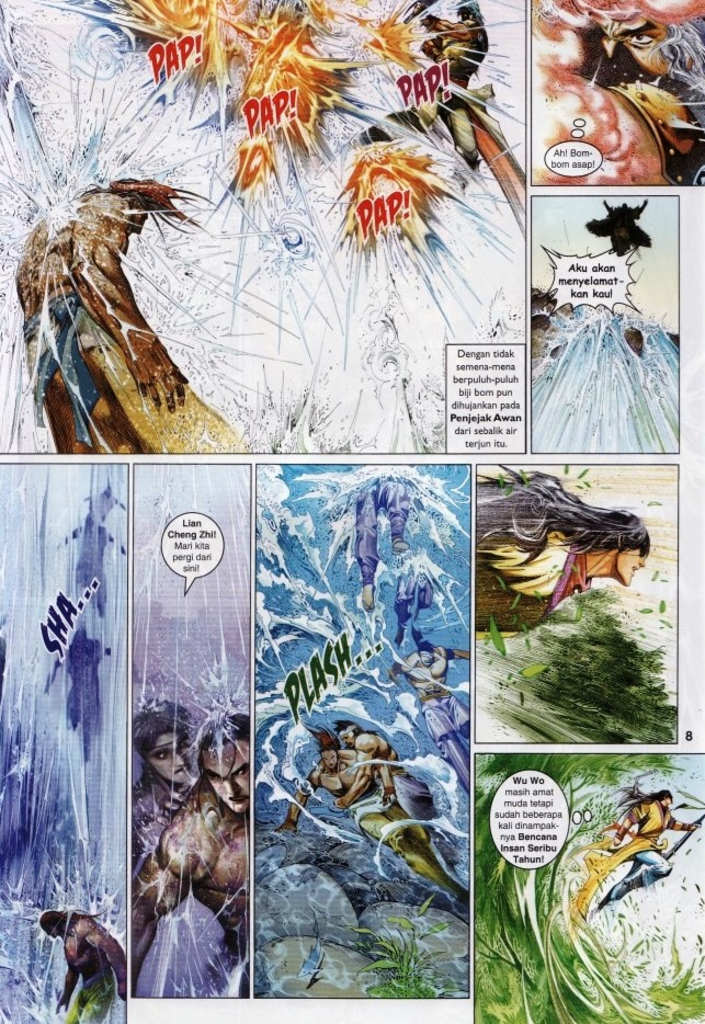 PAP!
PAP!
PAP!
PAP!
Dengan tidak
semena-mena
berpuluh-puluh
biji bom pun
dihujankan pada
Penjejak Awan
dari sebalik air
terjun itu.
Ah! Bom-
bom asap!
Aku akan
menyelamat-
kan kau!
SHA...
Lian
Cheng Zhi!
Mari kita
pergi dari
sini!
PLASH...
8
Wu Wo
masih amat
muda tetapi
sudah beberapa
kali dinampak-
nya Bencana
Insan Seribu
Tahun!